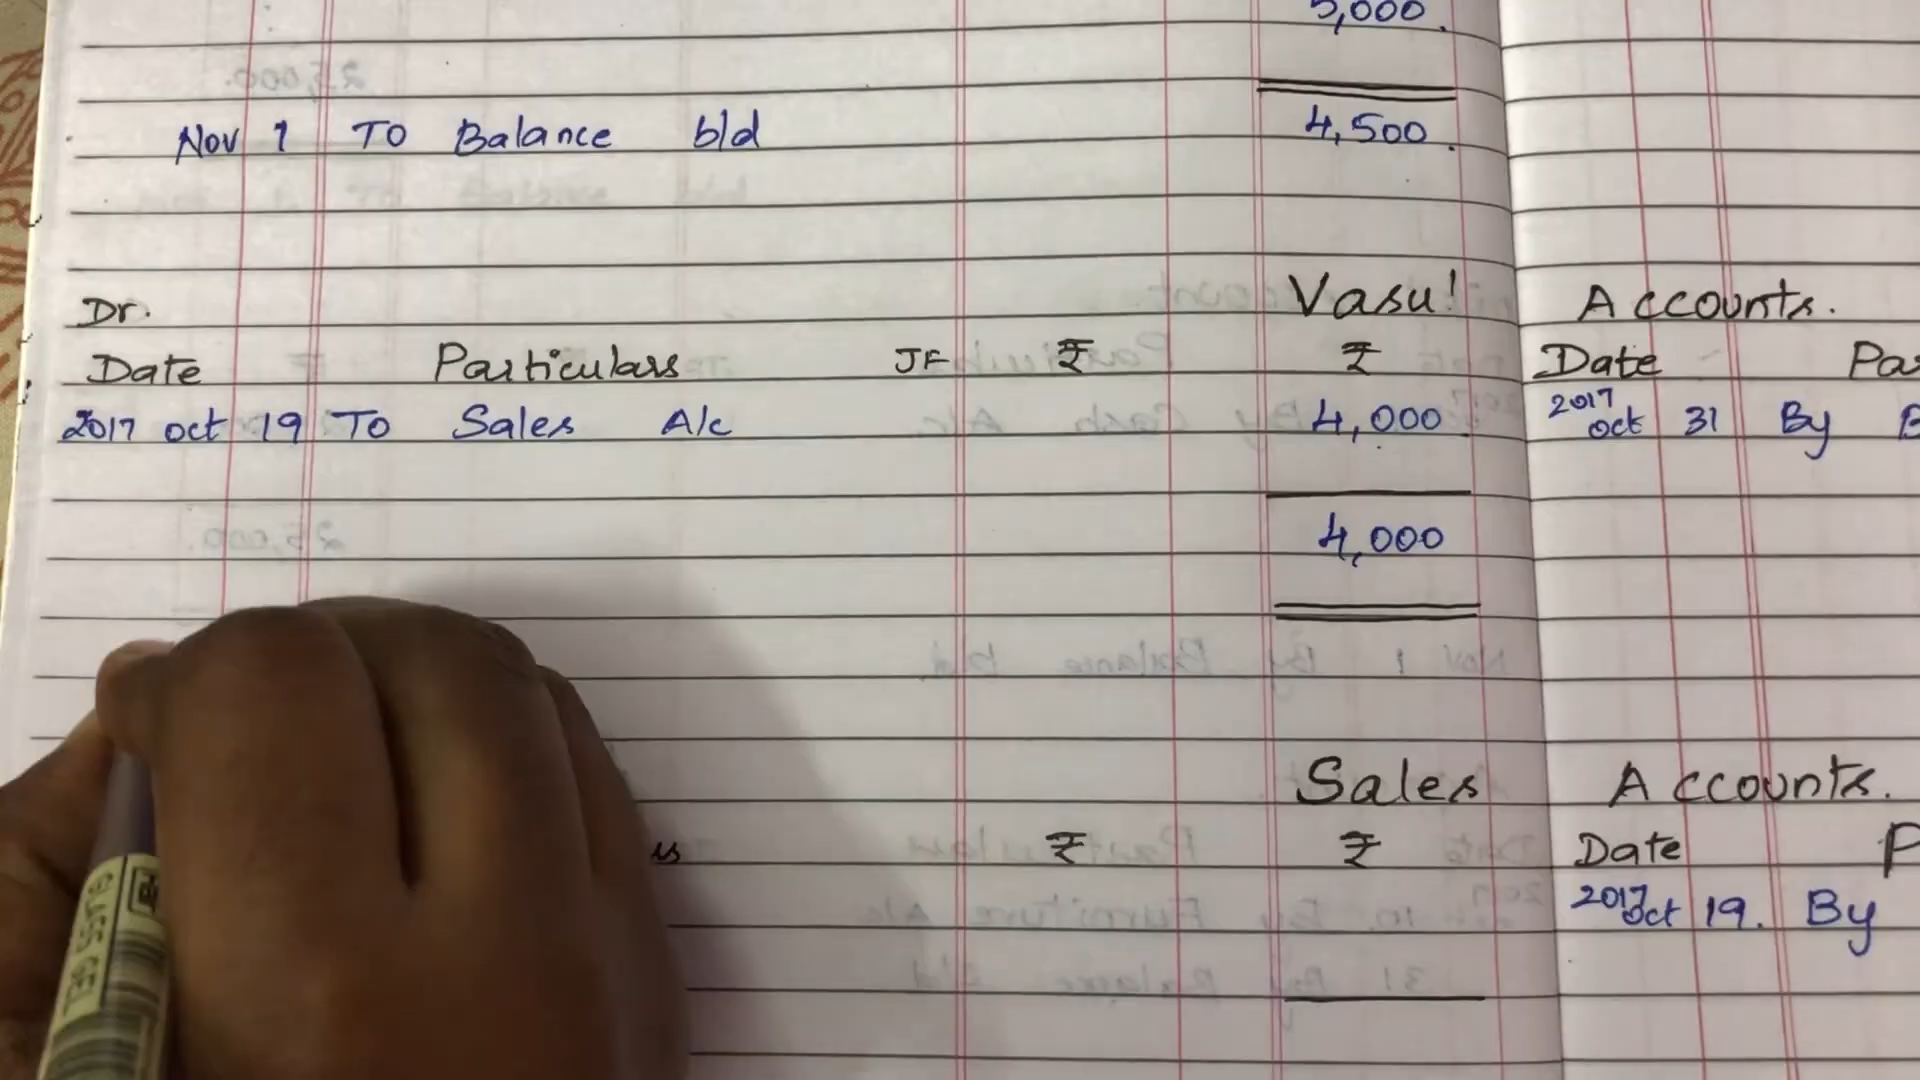 5,000.
Nov 1 TO Balance b/d 4,500.
Vasu! Accounts.
Dr.
Date Particulars JF ₹ ₹ Date
2017 oct 19 TO Sales A/c 4,000 2017 oct 31 By
4,000
Sales Accounts.
₹ ₹ Date
2017 oct 19. By